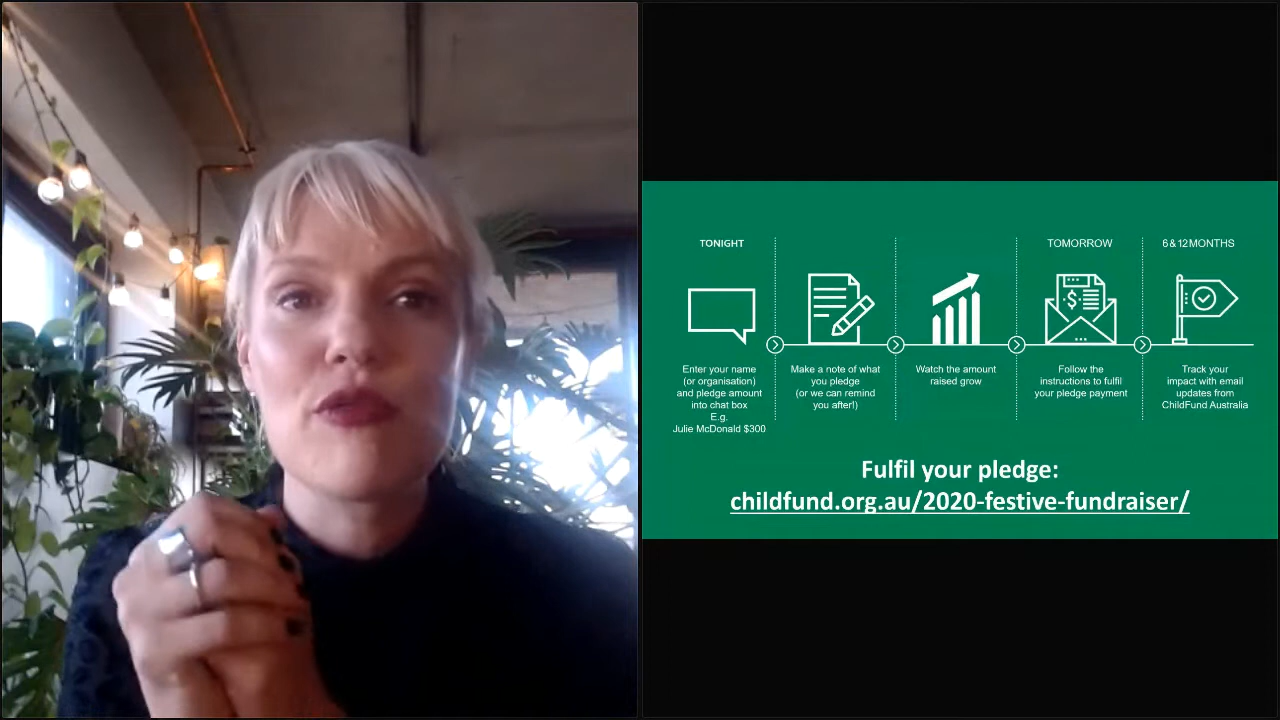 TONIGHT
TOMORROW
6 & 12 MONTHS
$
Enter your name
(or organisation)
and pledge amount
into chat box
E.g.
Julie McDonald $300
Make a note of what
you pledge
(or we can remind
you after!)
Watch the amount
raised grow
Follow the
instructions to fulfil
your pledge payment
Track your
impact with email
updates from
ChildFund Australia
Fulfil your pledge:
childfund.org.au/2020-festive-fundraiser/